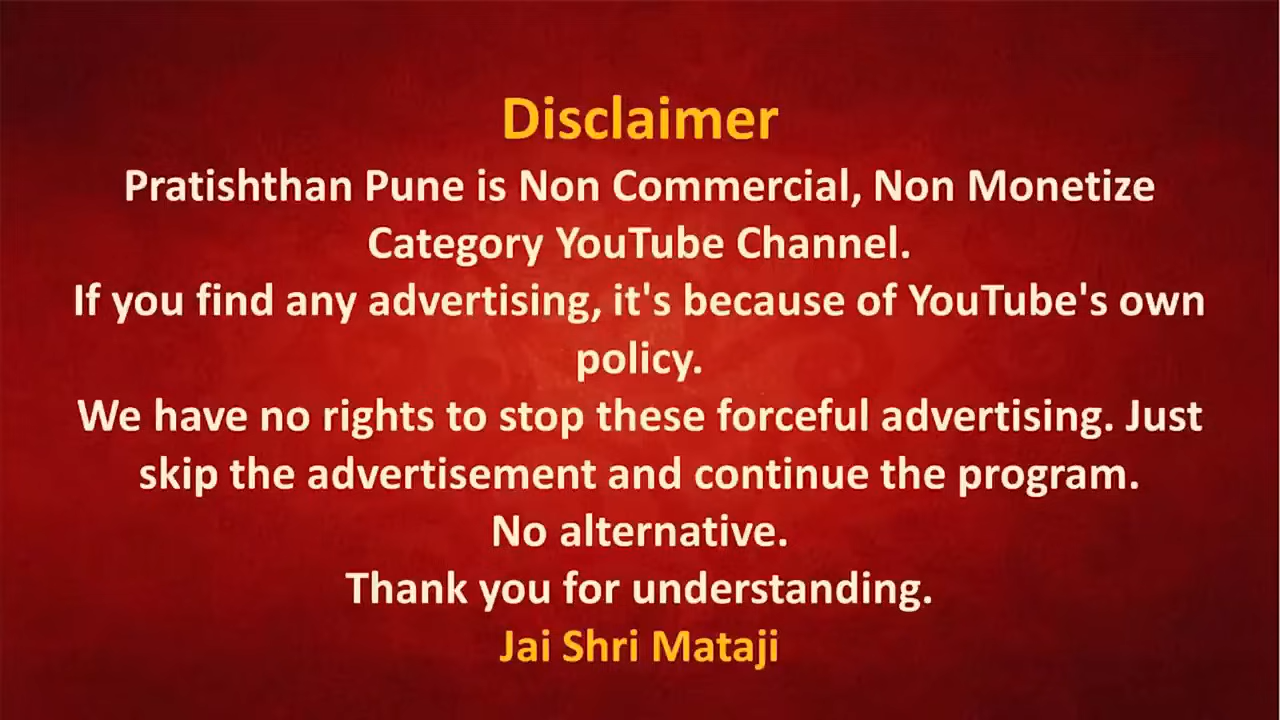 Disclaimer
Pratishthan Pune is Non Commercial, Non Monetize
Category YouTube Channel.
If you find any advertising, it's because of YouTube's own
policy.
We have no rights to stop these forceful advertising. Just
skip the advertisement and continue the program.
No alternative.
Thank you for understanding.
Jai Shri Mataji